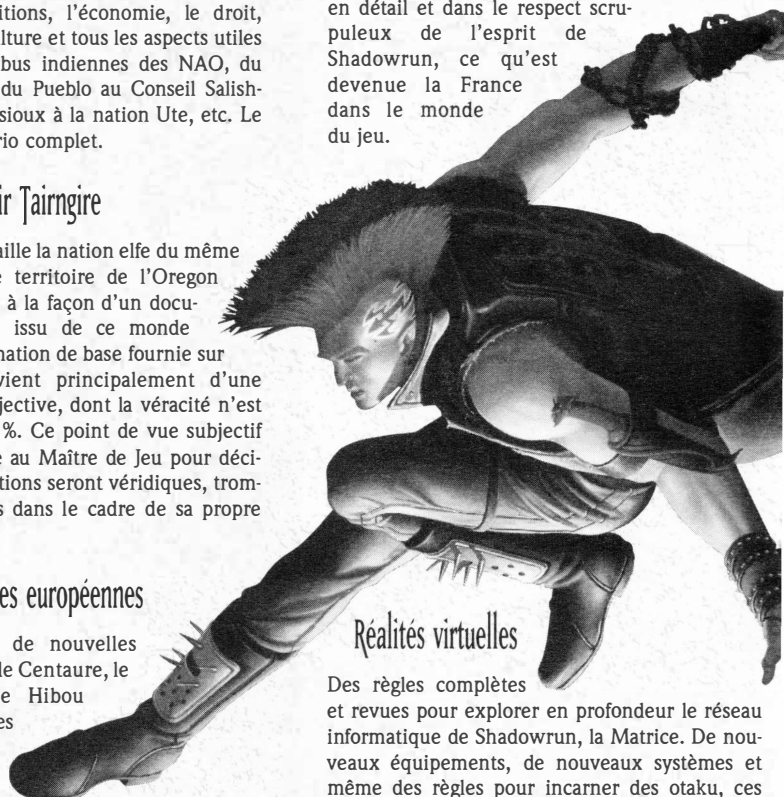 itions, l'économie, le droit,
lture et tous les aspects utiles
bus indiennes des NAO, du
du Pueblo au Conseil Salish-
sioux à la nation Ute, etc. Le
rio complet.
ir Tairngire
aille la nation elfe du même
e territoire de l'Oregon
à la façon d'un docu-
issu de ce monde
nation de base fournie sur
vient principalement d'une
jective, dont la véracité n'est
%. Ce point de vue subjectif
e au Maître de Jeu pour déci-
tions seront véridiques, trom-
s dans le cadre de sa propre
es européennes
de nouvelles
le Centaure, le
e Hibou
es
en détail et dans le respect scru-
puleux de l'esprit de
Shadowrun, ce qu'est
devenue la France
dans le monde
du jeu.
Réalités virtuelles
Des règles complètes
et revues pour explorer en profondeur le réseau
informatique de Shadowrun, la Matrice. De nou-
veaux équipements, de nouveaux systèmes et
même des règles pour incarner des otaku, ces